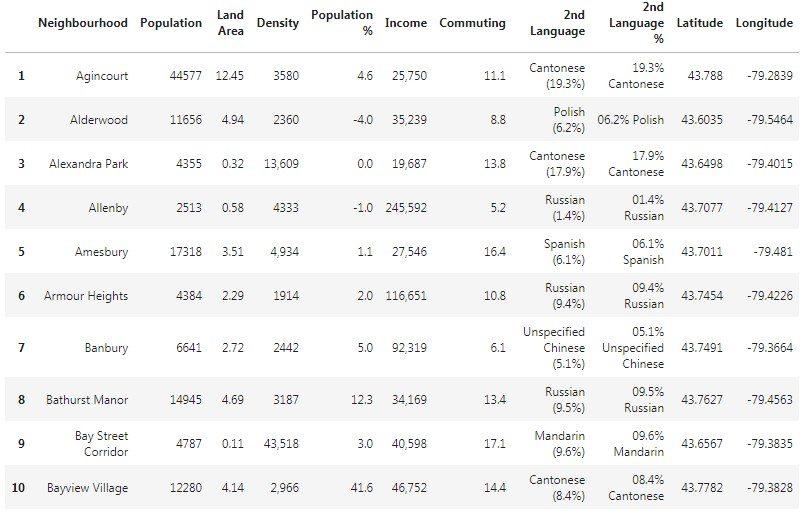 Neighbourhood Population Land Area Density Population % Income Commuting 2nd Language 2nd Language % Latitude Longitude
1 Agincourt 44577 12.45 3580 4.6 25,750 11.1 Cantonese (19.3%) 19.3% Cantonese 43.788 -79.2839
2 Alderwood 11656 4.94 2360 -4.0 35,239 8.8 Polish (6.2%) 06.2% Polish 43.6035 -79.5464
3 Alexandra Park 4355 0.32 13,609 0.0 19,687 13.8 Cantonese (17.9%) 17.9% Cantonese 43.6498 -79.4015
4 Allenby 2513 0.58 4333 -1.0 245,592 5.2 Russian (1.4%) 01.4% Russian 43.7077 -79.4127
5 Amesbury 17318 3.51 4,934 1.1 27,546 16.4 Spanish (6.1%) 06.1% Spanish 43.7011 -79.481
6 Armour Heights 4384 2.29 1914 2.0 116,651 10.8 Russian (9.4%) 09.4% Russian 43.7454 -79.4226
7 Banbury 6641 2.72 2442 5.0 92,319 6.1 Unspecified Chinese (5.1%) 05.1% Unspecified Chinese 43.7491 -79.3664
8 Bathurst Manor 14945 4.69 3187 12.3 34,169 13.4 Russian (9.5%) 09.5% Russian 43.7627 -79.4563
9 Bay Street Corridor 4787 0.11 43,518 3.0 40,598 17.1 Mandarin (9.6%) 09.6% Mandarin 43.6567 -79.3835
10 Bayview Village 12280 4.14 2,966 41.6 46,752 14.4 Cantonese (8.4%) 08.4% Cantonese 43.7782 -79.3828